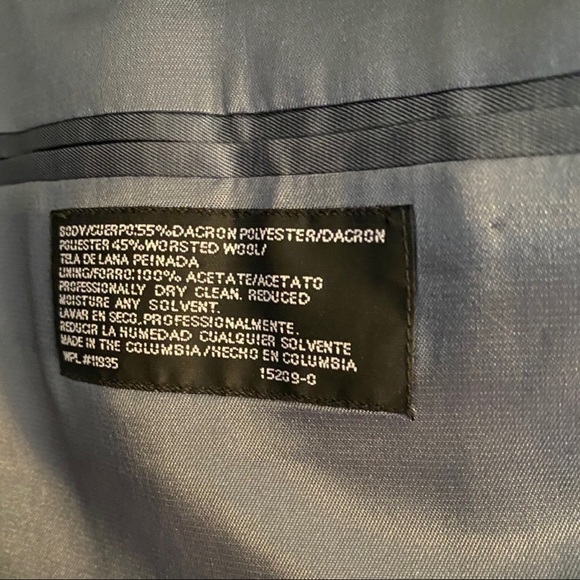 BODY/CUERPO:55%DACRON POLYESTER/DACRON
POLIESTER 45%WORSTED WOOL/
TELA DE LANA PEINADA
LINING/FORRO:100% ACETATE/ACETATO
PROFESSIONALLY DRY CLEAN. REDUCED
MOISTURE ANY SOLVENT.
LAVAR EN SECO.PROFESSIONALMENTE.
REDUCIR LA HUMEDAD CUALQUIER SOLVENTE
MADE IN THE COLUMBIA/HECHO EN COLUMBIA
WPL.#11935 15209-0